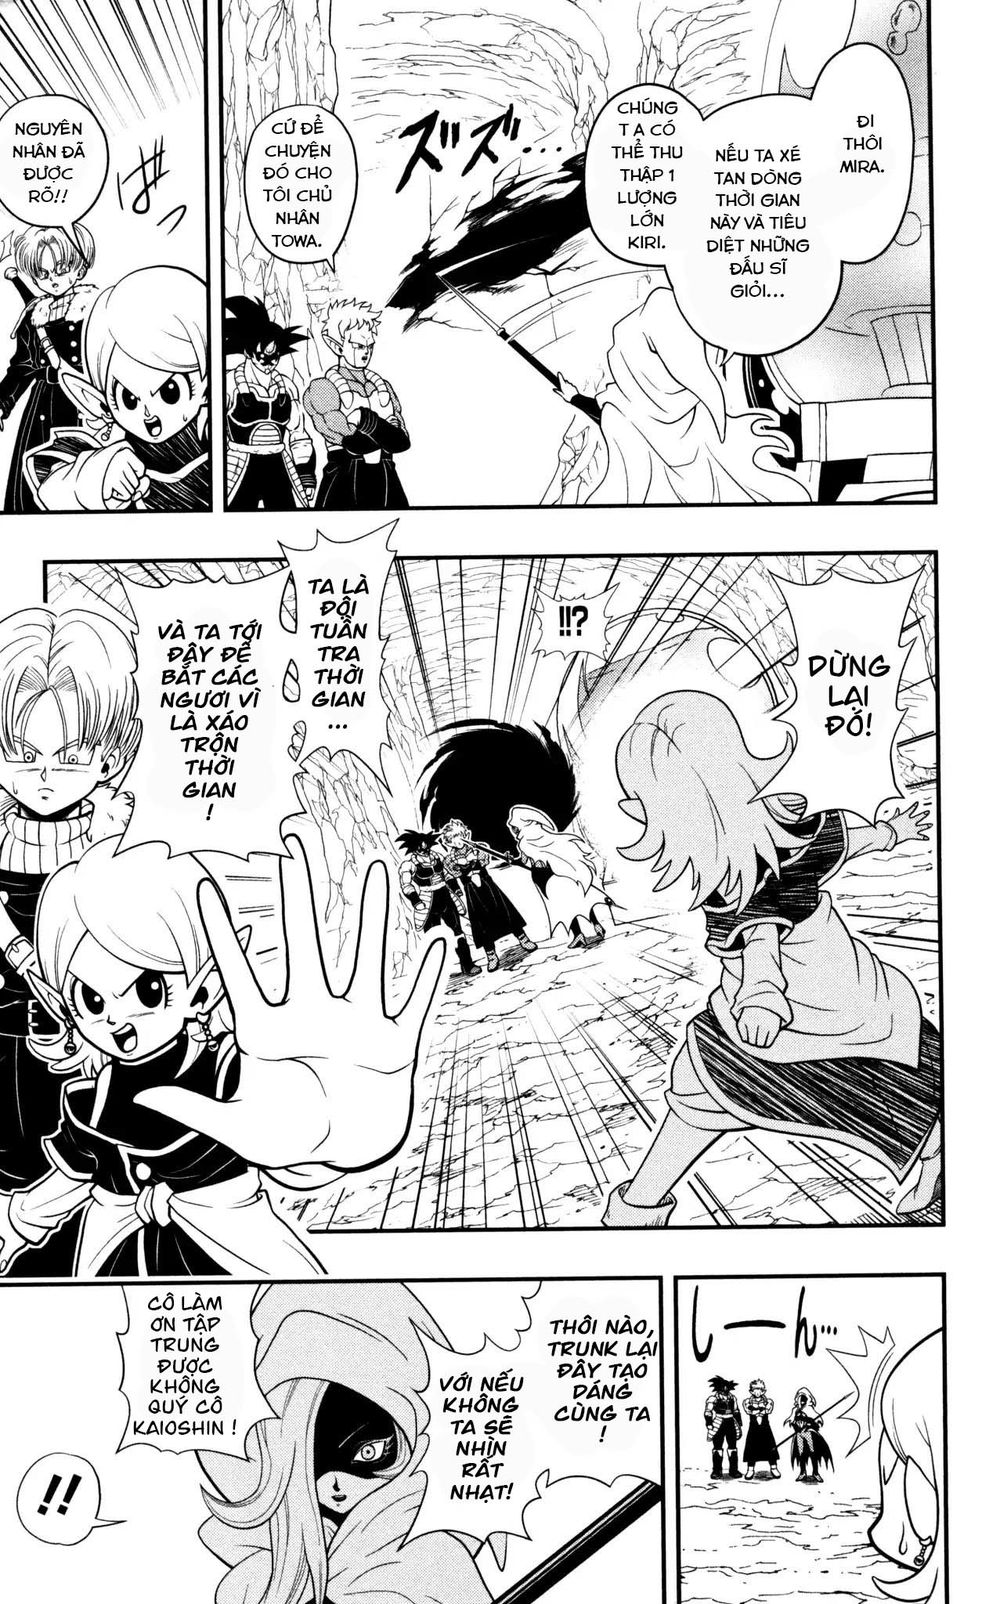 ĐI
THÔI
MIRA.
NẾU TA XÉ
TAN DÒNG
THỜI GIAN
NÀY VÀ TIÊU
DIỆT NHỮNG
ĐẤU SĨ
GIỎI...
CHÚNG
TA CÓ
THỂ THU
THẬP 1
LƯỢNG
LỚN
KIRI.
ズズ...
CỨ ĐỂ
CHUYỆN
ĐÓ CHO
TÔI CHỦ
NHÂN
TOWA.
NGUYÊN
NHÂN ĐÃ
ĐƯỢC
RÕ!!
ばっ
DỪNG
LẠI
ĐÓ!
!!?
TA LÀ
ĐỘI
TUẦN
TRA
THỜI
GIAN
...
VÀ TA TỚI
ĐÂY ĐỂ
BẮT CÁC
NGƯƠI VÌ
LÀ XÁO
TRỘN
THỜI
GIAN
!
しーん...
THÔI NÀO,
TRUNK LẠI
ĐÂY TẠO
DÁNG
CÙNG TA
!
VỚI NẾU
KHÔNG
TA SẼ
NHÌN
RẤT
NHẠT!
CÔ LÀM
ƠN TẬP
TRUNG
ĐƯỢC
KHÔNG
QUÝ CÔ
KAIOSHIN !
!!